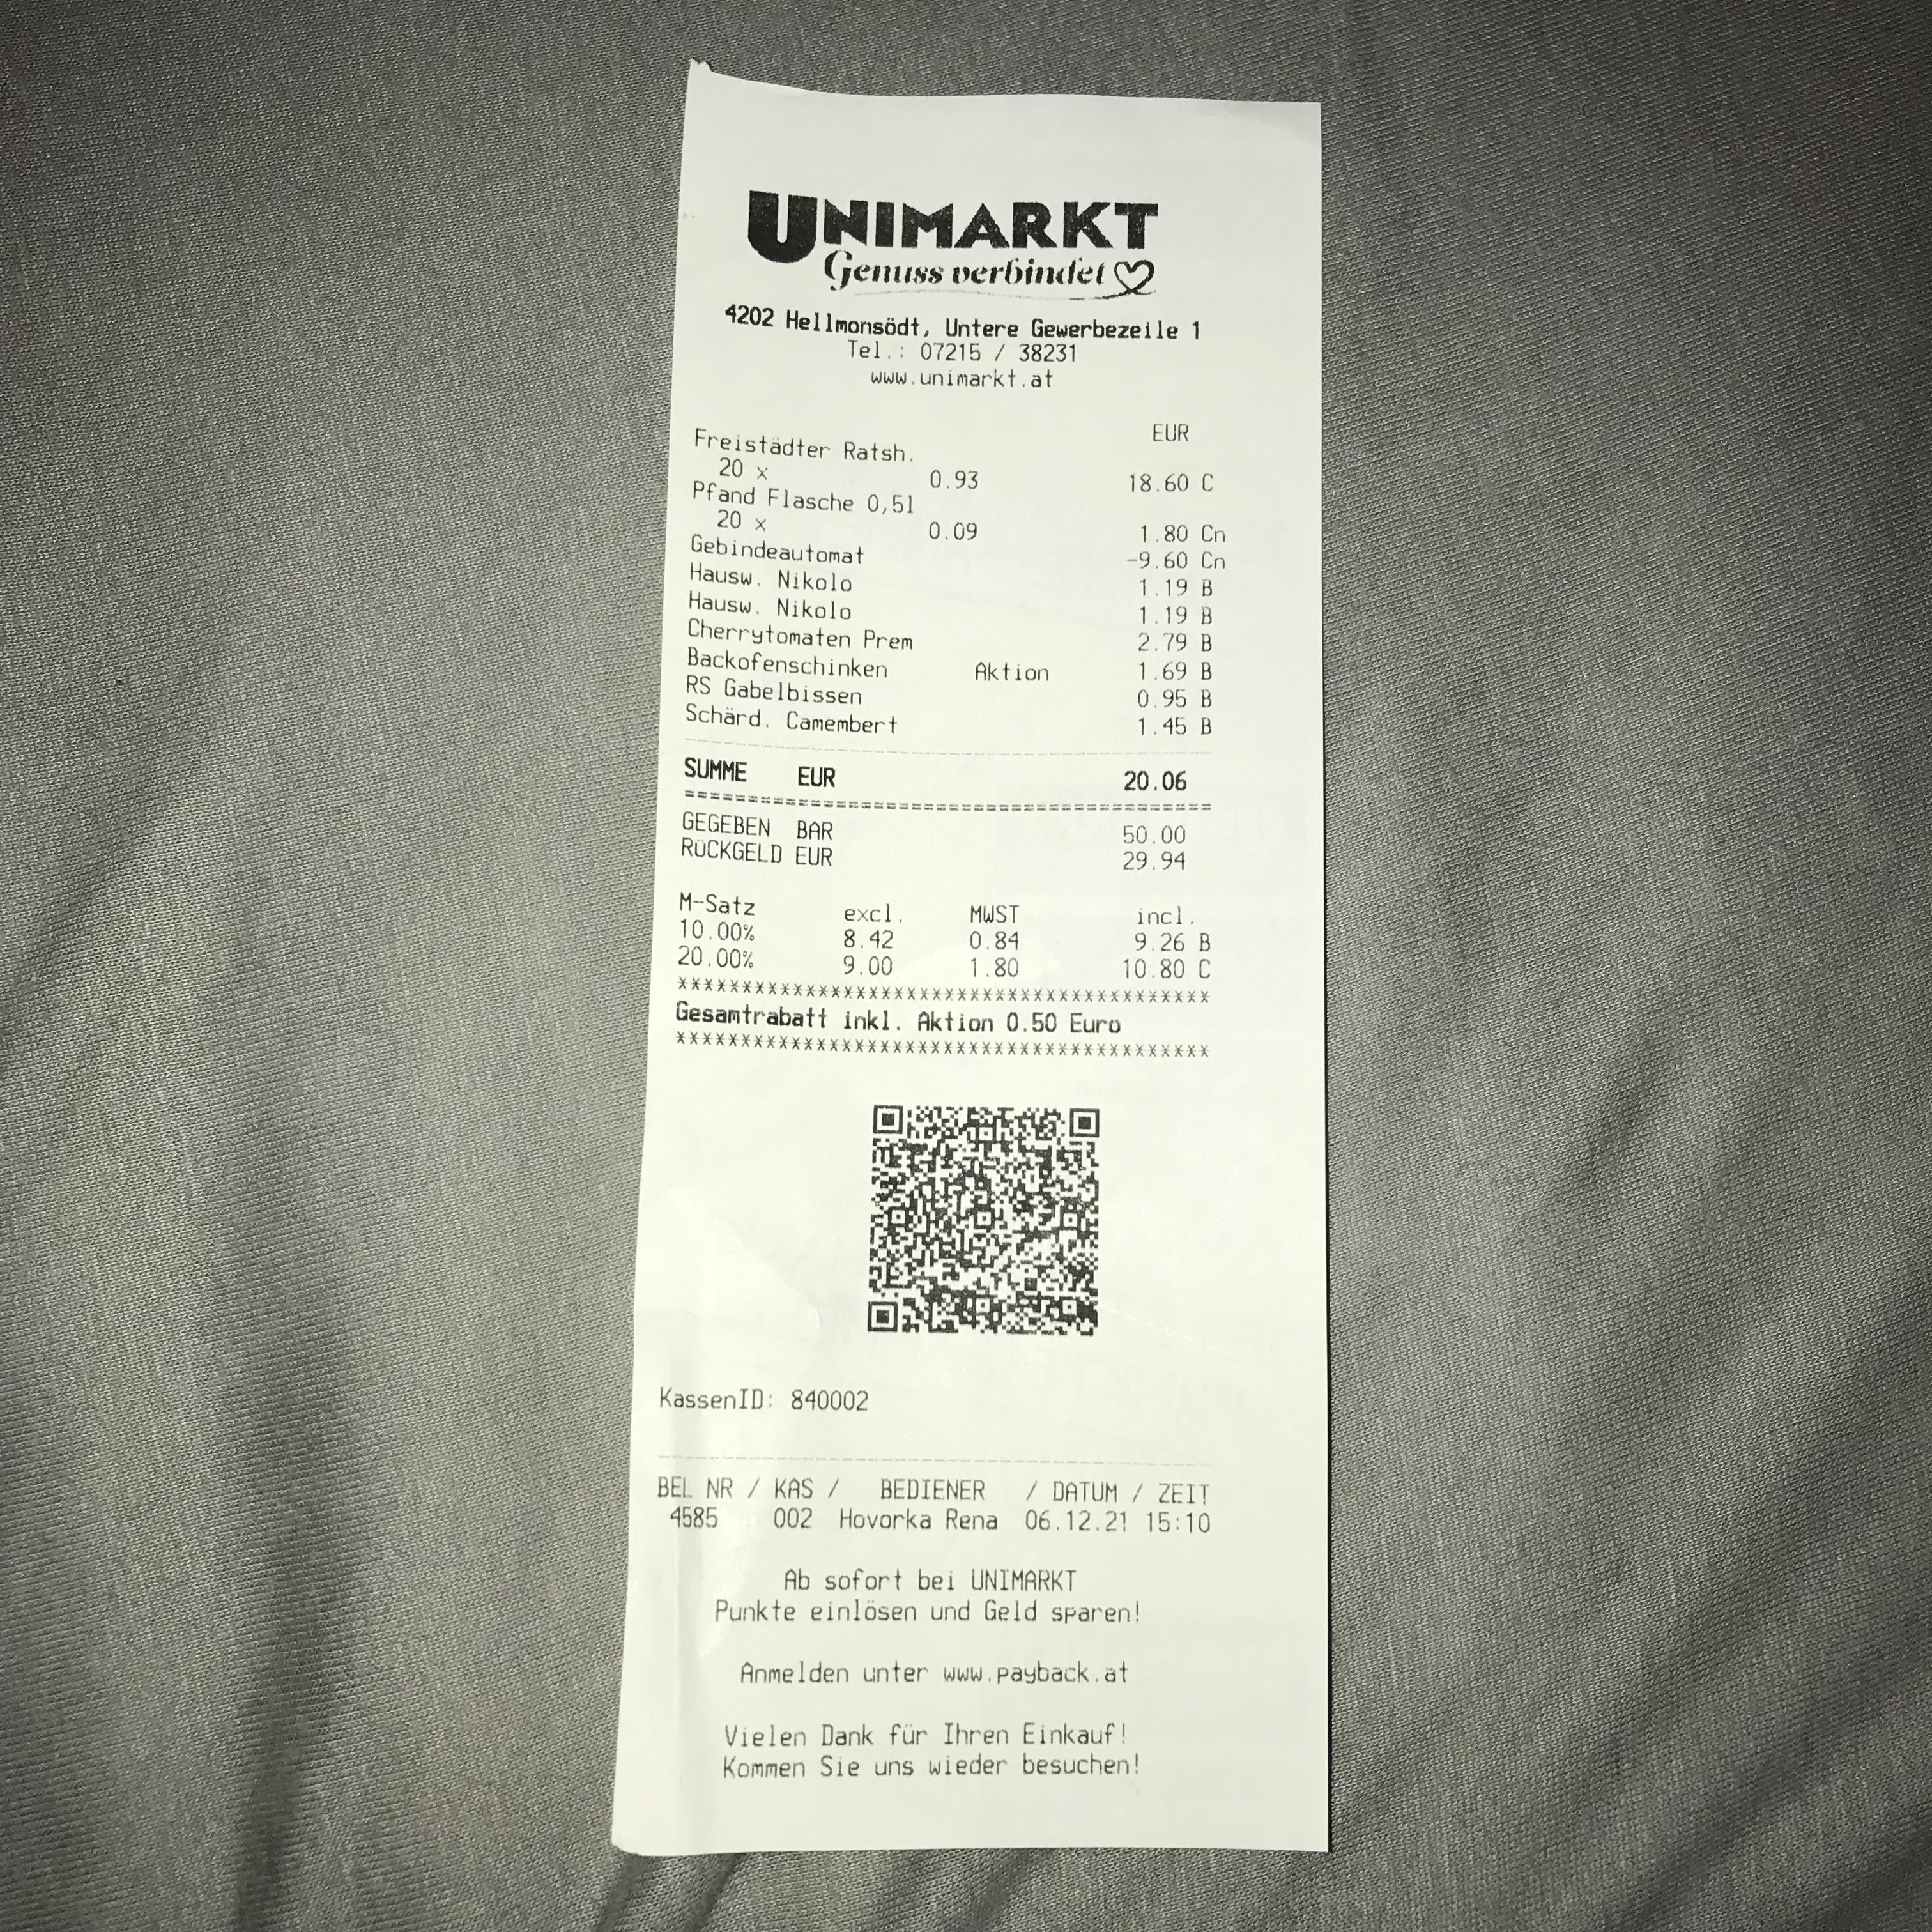 UNIMARKT
Genuss verbindet
4202 Hellmonsödt, Untere Gewerbezeile 1
Tel.: 07215 / 38231
www.unimarkt.at
EUR
Freistädter Ratsh.
20 x 0.93 18.60 C
Pfand Flasche 0,5l
20 x 0.09 1.80 Cn
Gebindeautomat -9.60 Cn
Hausw. Nikolo 1.19 B
Hausw. Nikolo 1.19 B
Cherrytomaten Prem 2.79 B
Backofenschinken Aktion 1.69 B
RS Gabelbissen 0.95 B
Schärd. Camembert 1.45 B
SUMME EUR 20.06
GEGEBEN BAR 50.00
RÜCKGELD EUR 29.94
M-Satz excl. MWST incl.
10.00% 8.42 0.84 9.26 B
20.00% 9.00 1.80 10.80 C
Gesamtrabatt inkl. Aktion 0.50 Euro
KassenID: 840002
BEL NR / KAS / BEDIENER / DATUM / ZEIT
4585 002 Hovorka Rena 06.12.21 15:10
Ab sofort bei UNIMARKT
Punkte einlösen und Geld sparen!
Anmelden unter www.payback.at
Vielen Dank für Ihren Einkauf!
Kommen Sie uns wieder besuchen!